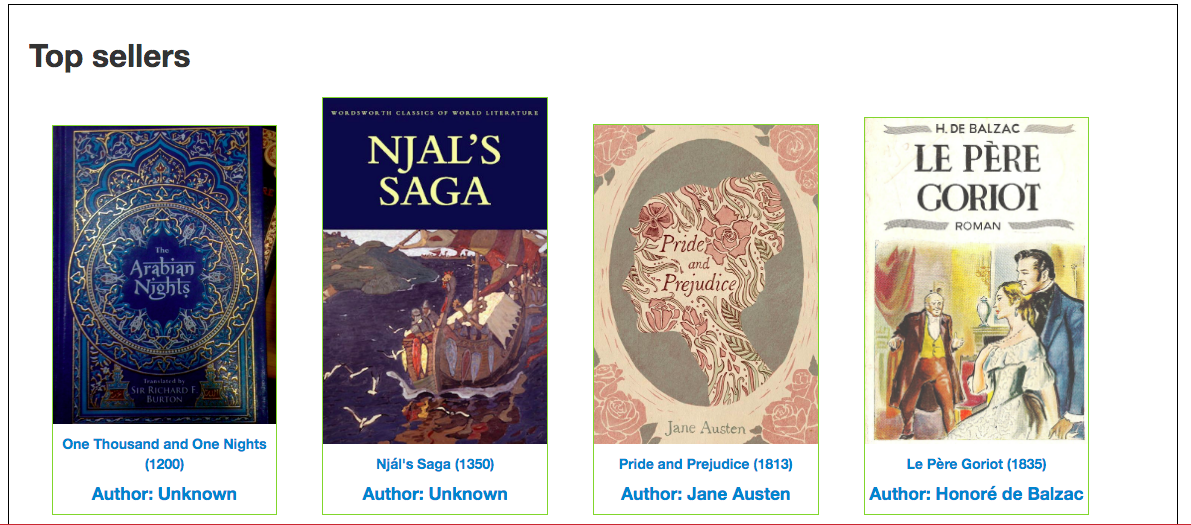 Top sellers
The
Arabian
Nights
Translated by
SIR RICHARD F.
BURTON
One Thousand and One Nights
(1200)
Author: Unknown
WORDSWORTH CLASSICS OF WORLD LITERATURE
NJAL'S
SAGA
Njál's Saga (1350)
Author: Unknown
Pride
and
Prejudice
Jane Austen
Pride and Prejudice (1813)
Author: Jane Austen
H. DE BALZAC
LE PÈRE
GORIOT
ROMAN
Le Père Goriot (1835)
Author: Honoré de Balzac